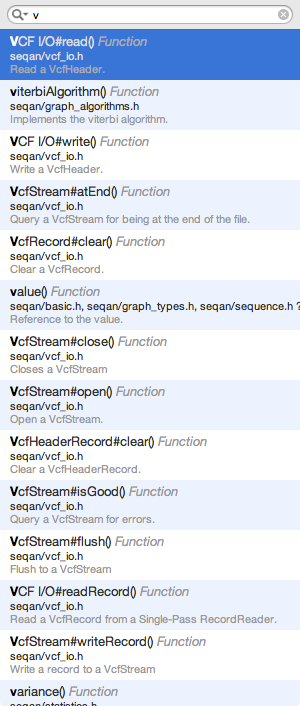 v
VCF I/O#read() Function
seqan/vcf_io.h
Read a VcfHeader.
viterbiAlgorithm() Function
seqan/graph_algorithms.h
Implements the viterbi algorithm.
VCF I/O#write() Function
seqan/vcf_io.h
Write a VcfHeader.
VcfStream#atEnd() Function
seqan/vcf_io.h
Query a VcfStream for being at the end of the file.
VcfRecord#clear() Function
seqan/vcf_io.h
Clear a VcfRecord.
value() Function
seqan/basic.h, seqan/graph_types.h, seqan/sequence.h ?
Reference to the value.
VcfStream#close() Function
seqan/vcf_io.h
Closes a VcfStream
VcfStream#open() Function
seqan/vcf_io.h
Open a VcfStream.
VcfHeaderRecord#clear() Function
seqan/vcf_io.h
Clear a VcfHeaderRecord.
VcfStream#isGood() Function
seqan/vcf_io.h
Query a VcfStream for errors.
VcfStream#flush() Function
seqan/vcf_io.h
Flush to a VcfStream
VCF I/O#readRecord() Function
seqan/vcf_io.h
Read a VcfRecord from a Single-Pass RecordReader.
VcfStream#writeRecord() Function
seqan/vcf_io.h
Write a record to a VcfStream
variance() Function
seqan/statistics.h